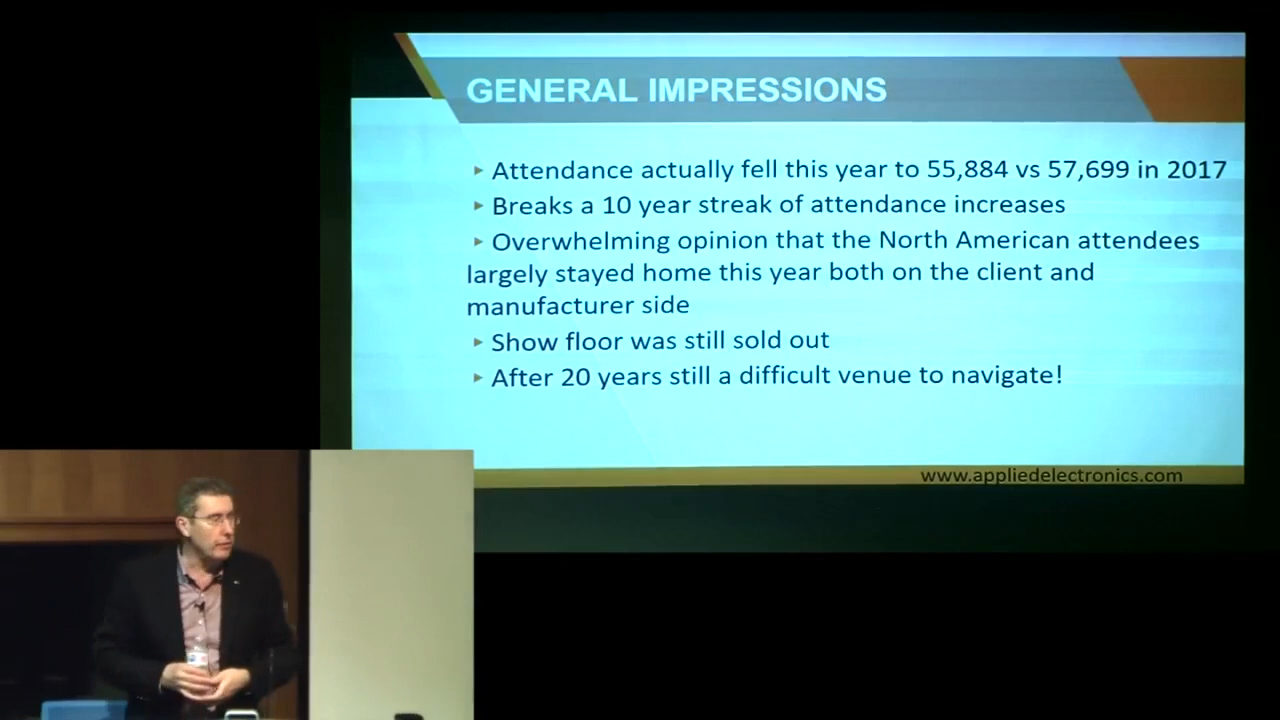 GENERAL IMPRESSIONS
▸ Attendance actually fell this year to 55,884 vs 57,699 in 2017
▸ Breaks a 10 year streak of attendance increases
▸ Overwhelming opinion that the North American attendees
largely stayed home this year both on the client and
manufacturer side
▸ Show floor was still sold out
▸ After 20 years still a difficult venue to navigate!
www.appliedelectronics.com